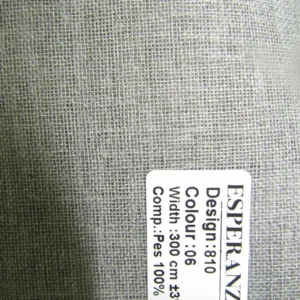 ESPERANZ
Design :810
Colour :06
Width :300 cm ±3
Comp.:Pes 100%